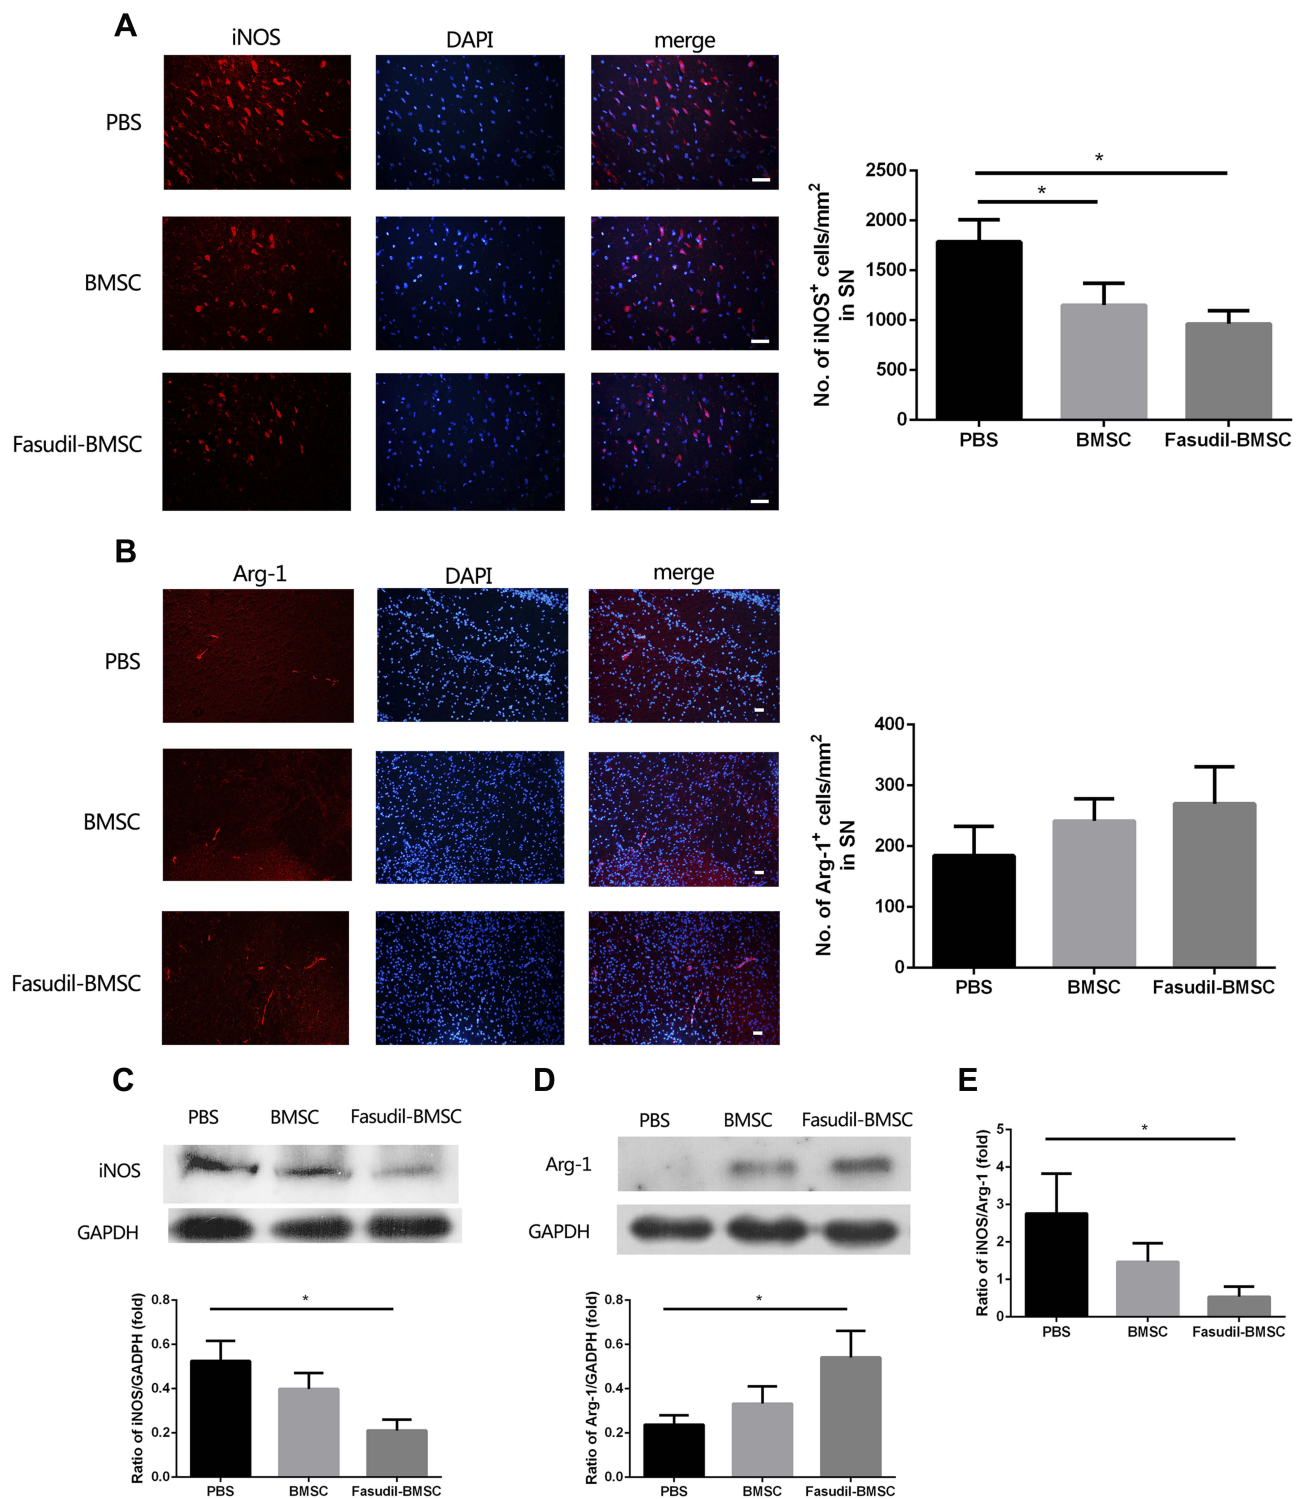 A
iNOS
DAPI
merge
PBS
BMSC
Fasudil-BMSC
No. of iNOS+ cells/mm2
in SN
2500
2000
1500
1000
500
0
*
*
PBS
BMSC
Fasudil-BMSC
B
Arg-1
DAPI
merge
PBS
BMSC
Fasudil-BMSC
No. of Arg-1+ cells/mm2
in SN
400
300
200
100
0
PBS
BMSC
Fasudil-BMSC
C
PBS
BMSC
Fasudil-BMSC
iNOS
GAPDH
Ratio of iNOS/GADPH (fold)
0.8
0.6
0.4
0.2
0.0
*
PBS
BMSC
Fasudil-BMSC
D
PBS
BMSC
Fasudil-BMSC
Arg-1
GAPDH
Ratio of Arg-1/GADPH (fold)
0.8
0.6
0.4
0.2
0.0
*
PBS
BMSC
Fasudil-BMSC
E
Ratio of iNOS/Arg-1 (fold)
5
4
3
2
1
0
*
PBS
BMSC
Fasudil-BMSC